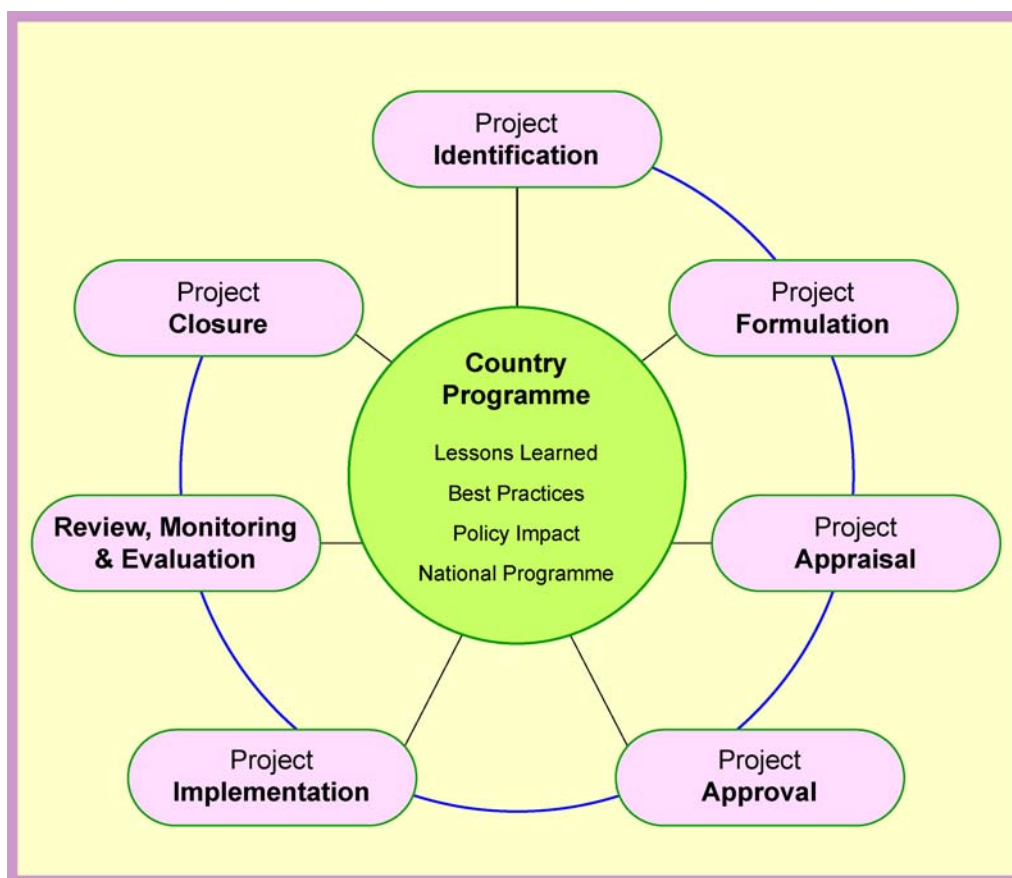 Project
Identification
Project
Formulation
Project
Appraisal
Project
Approval
Project
Implementation
Review, Monitoring
& Evaluation
Project
Closure
Country
Programme
Lessons Learned
Best Practices
Policy Impact
National Programme